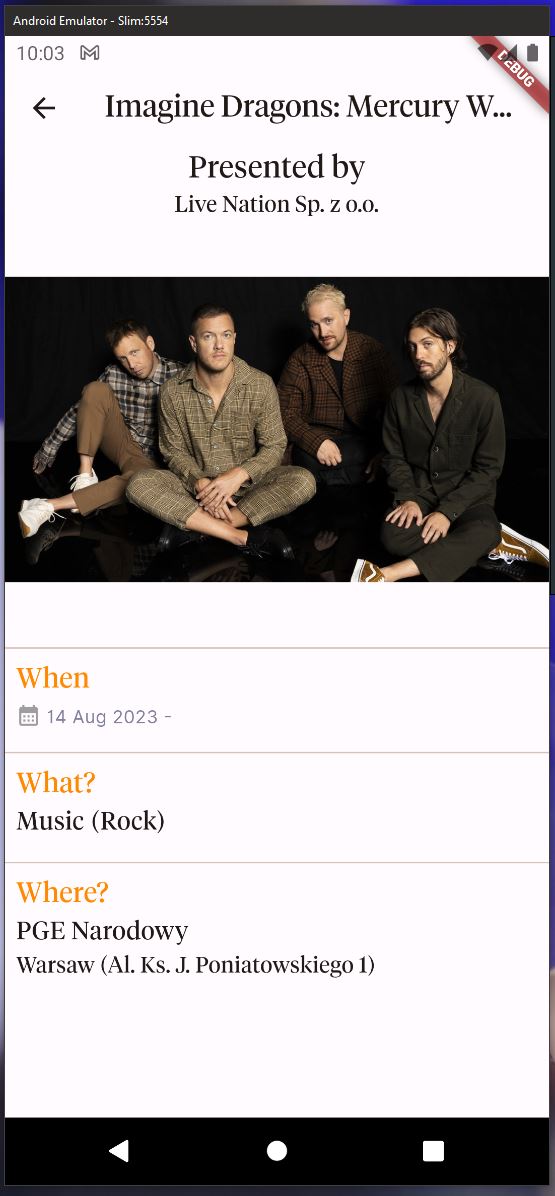 Android Emulator - Slim:5554
10:03
DEBUG
Imagine Dragons: Mercury W...
Presented by
Live Nation Sp. z o.o.
When
14 Aug 2023 -
What?
Music (Rock)
Where?
PGE Narodowy
Warsaw (Al. Ks. J. Poniatowskiego 1)